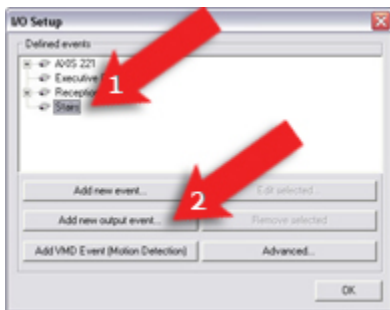 I/O Setup
Defined events
AXIS 221
Executive
Reception
Stairs
1
Add new event...
Edit selected...
2
Add new output event...
Remove selected
Add VMD Event (Motion Detection)
Advanced...
OK